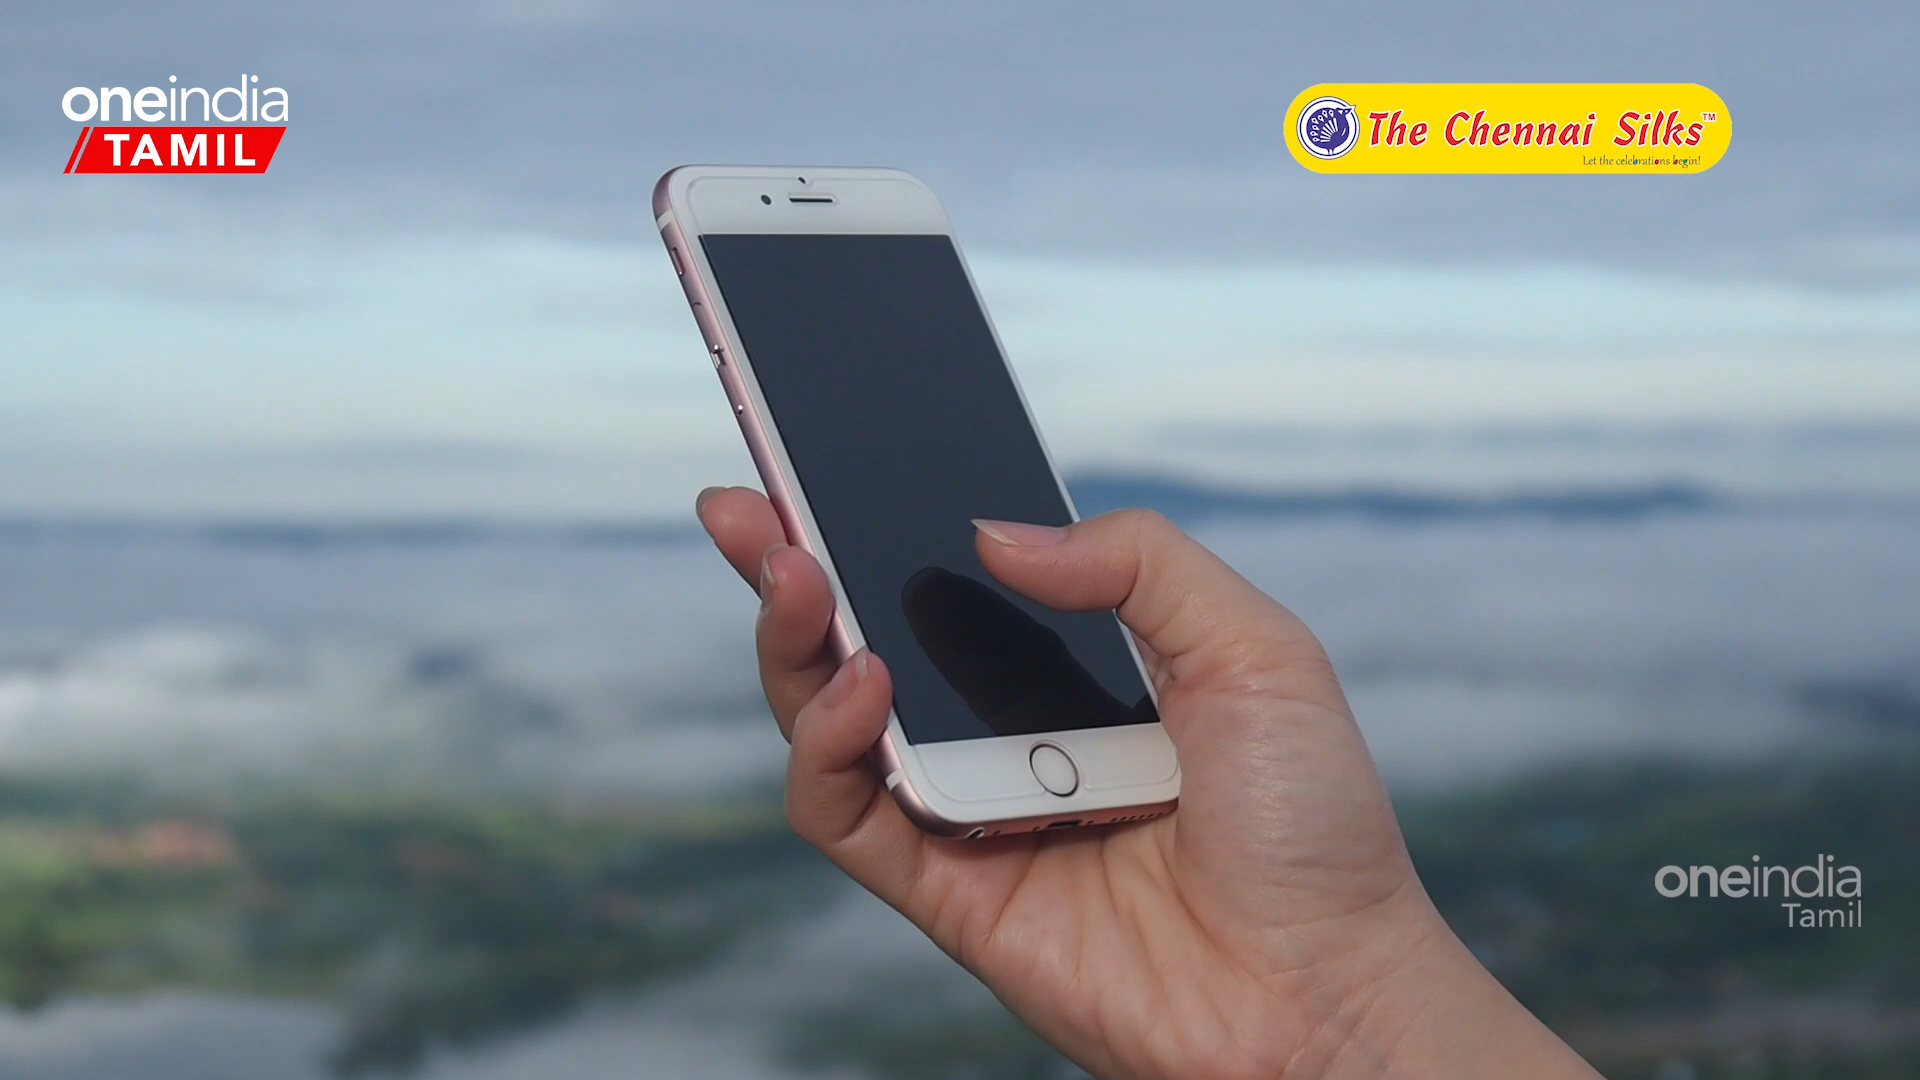 oneindia
TAMIL
The Chennai Silks™
Let the celebrations begin!
oneindia
Tamil